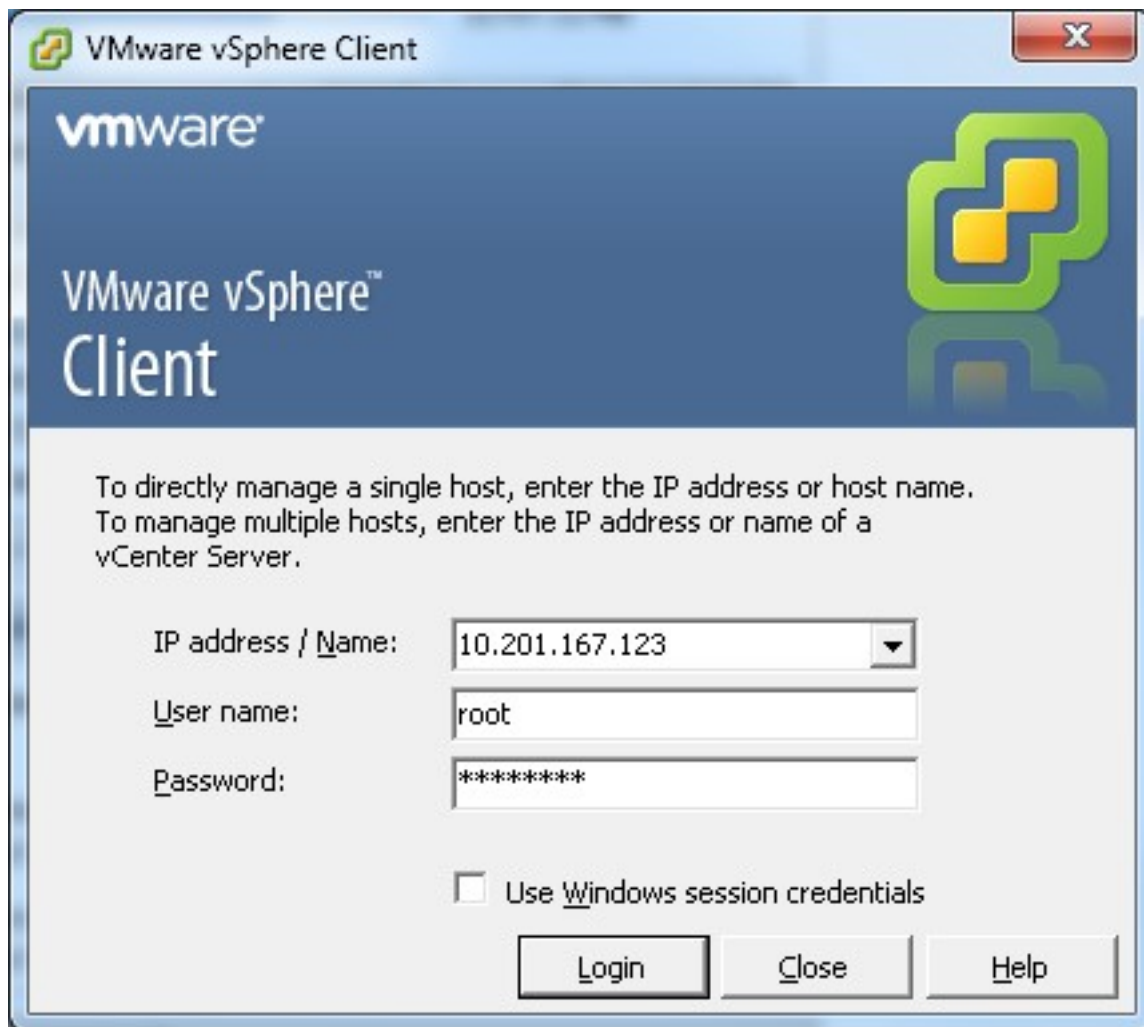 VMware vSphere Client
vmware®
VMware vSphere™
Client
To directly manage a single host, enter the IP address or host name.
To manage multiple hosts, enter the IP address or name of a
vCenter Server.
IP address / Name: 10.201.167.123
User name: root
Password: ********
Use Windows session credentials
Login Close Help